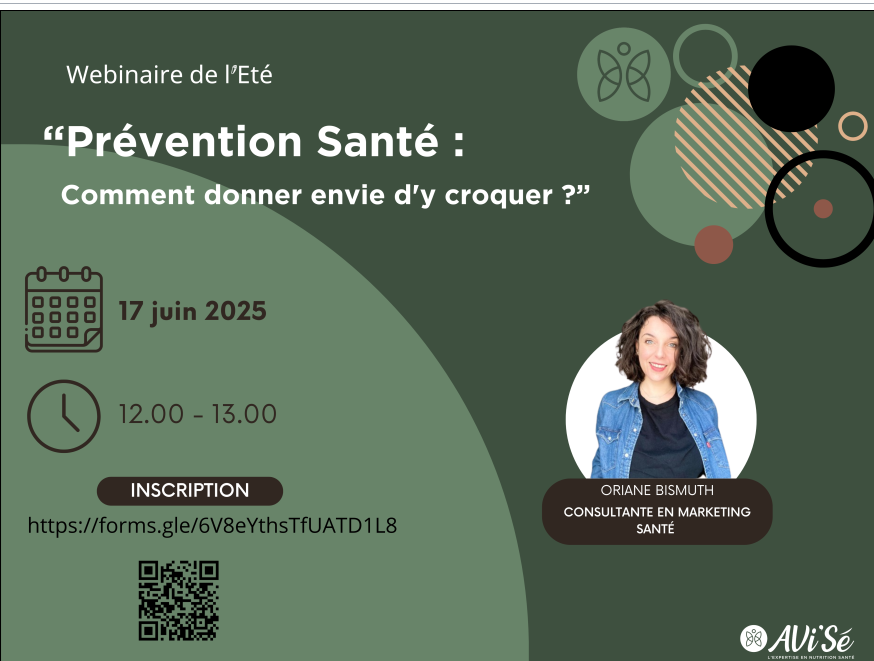 Webinaire de l'Eté
“Prévention Santé :
Comment donner envie d'y croquer ?”
17 juin 2025
12.00 - 13.00
INSCRIPTION
https://forms.gle/6V8eYthsTfUATD1L8
ORIANE BISMUTH
CONSULTANTE EN MARKETING
SANTÉ
AVi'Sé
L'EXPERTISE EN NUTRITION SANTÉ